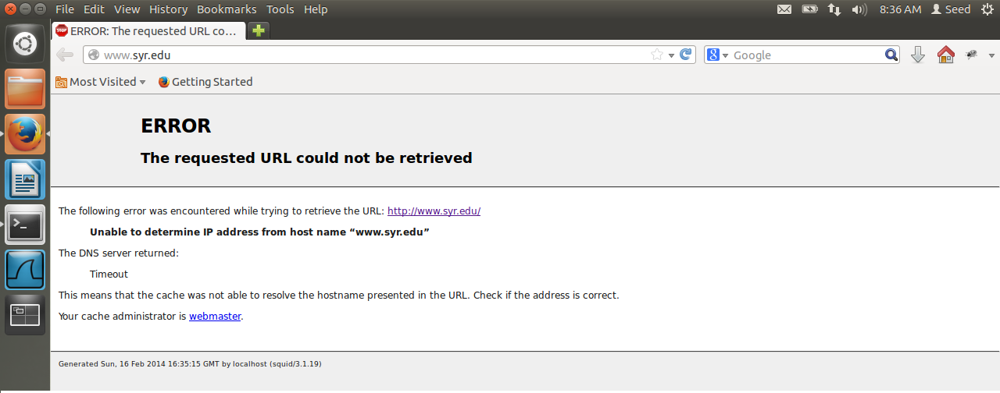 File Edit View History Bookmarks Tools Help
8:36 AM Seed
STOP ERROR: The requested URL co...
www.syr.edu
8 Google
Most Visited Getting Started
ERROR
The requested URL could not be retrieved
The following error was encountered while trying to retrieve the URL: http://www.syr.edu/
Unable to determine IP address from host name “www.syr.edu”
The DNS server returned:
Timeout
This means that the cache was not able to resolve the hostname presented in the URL. Check if the address is correct.
Your cache administrator is webmaster.
Generated Sun, 16 Feb 2014 16:35:15 GMT by localhost (squid/3.1.19)